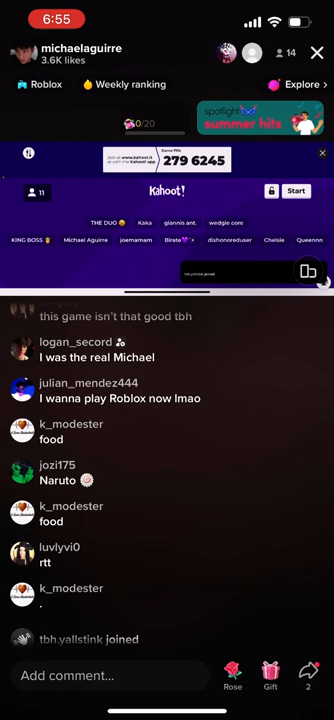 6:55
michaelaguirre
3.6K likes
14
Roblox
Weekly ranking
Explore >
0/20
spotlight
summer hits
Join at www.kahoot.it
or with the Kahoot! app
Game PIN:
279 6245
11
Kahoot!
Start
THE DUO
Kaka
giannis ant.
wedgie core
KING BOSS
Michael Aguirre
joemamam
Birate
dishonoreduser
Chelsie
Queennn
this game isn't that good tbh
logan_secord
I was the real Michael
julian_mendez444
I wanna play Roblox now lmao
k_modester
food
jozi175
Naruto 🍥
k_modester
food
luvlyvi0
rtt
k_modester
.
tbh.yallstink joined
Add comment...
Rose
Gift
2